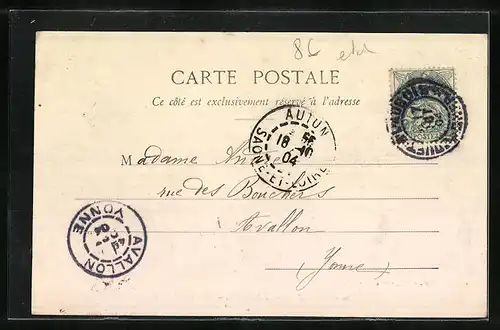 86
CARTE POSTALE
Ce côté est exclusivement réservé à l'adresse
AUTUN
18
04
SAONE-ET-LOIRE
Madame
rue des Bouchers
Avallon
(Yonne)
AVALLON
04
YONNE